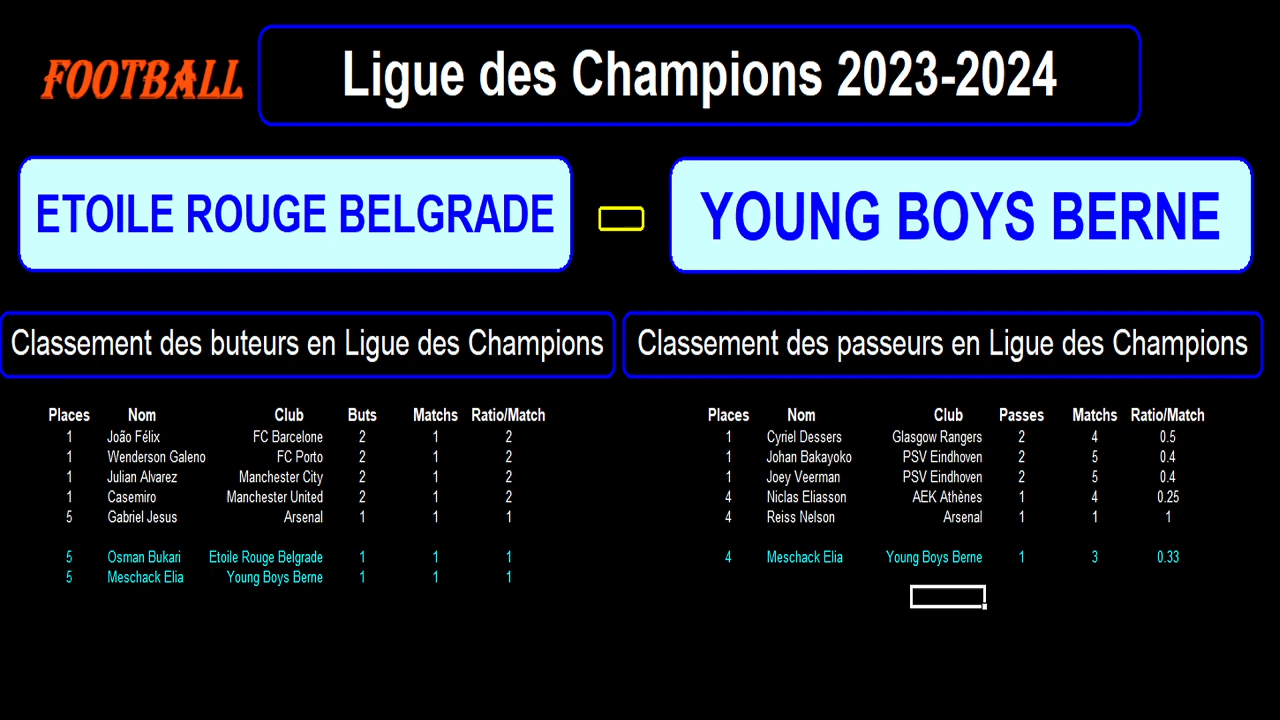 FOOTBALL
Ligue des Champions 2023-2024
ETOILE ROUGE BELGRADE
YOUNG BOYS BERNE
Classement des buteurs en Ligue des Champions
Places Nom Club Buts Matchs Ratio/Match
1 João Félix FC Barcelone 2 1 2
1 Wenderson Galeno FC Porto 2 1 2
1 Julian Alvarez Manchester City 2 1 2
1 Casemiro Manchester United 2 1 2
5 Gabriel Jesus Arsenal 1 1 1
5 Osman Bukari Etoile Rouge Belgrade 1 1 1
5 Meschack Elia Young Boys Berne 1 1 1
Classement des passeurs en Ligue des Champions
Places Nom Club Passes Matchs Ratio/Match
1 Cyriel Dessers Glasgow Rangers 2 4 0.5
1 Johan Bakayoko PSV Eindhoven 2 5 0.4
1 Joey Veerman PSV Eindhoven 2 5 0.4
4 Niclas Eliasson AEK Athènes 1 4 0.25
4 Reiss Nelson Arsenal 1 1 1
4 Meschack Elia Young Boys Berne 1 3 0.33